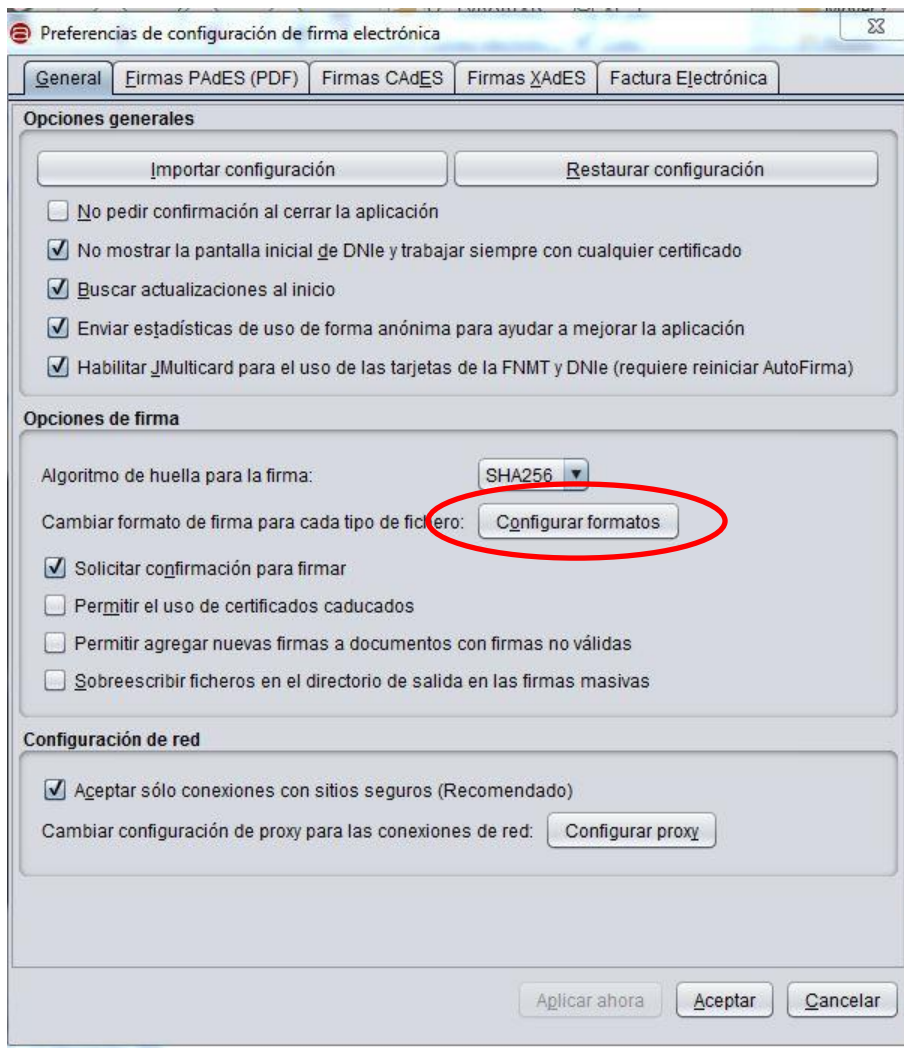 Preferencias de configuración de firma electrónica
General Firmas PAdES (PDF) Firmas CAdES Firmas XAdES Factura Electrónica
Opciones generales
Importar configuración Restaurar configuración
No pedir confirmación al cerrar la aplicación
No mostrar la pantalla inicial de DNIe y trabajar siempre con cualquier certificado
Buscar actualizaciones al inicio
Enviar estadísticas de uso de forma anónima para ayudar a mejorar la aplicación
Habilitar JMulticard para el uso de las tarjetas de la FNMT y DNIe (requiere reiniciar AutoFirma)
Opciones de firma
Algoritmo de huella para la firma: SHA256
Cambiar formato de firma para cada tipo de fichero: Configurar formatos
Solicitar confirmación para firmar
Permitir el uso de certificados caducados
Permitir agregar nuevas firmas a documentos con firmas no válidas
Sobreescribir ficheros en el directorio de salida en las firmas masivas
Configuración de red
Aceptar sólo conexiones con sitios seguros (Recomendado)
Cambiar configuración de proxy para las conexiones de red: Configurar proxy
Aplicar ahora Aceptar Cancelar